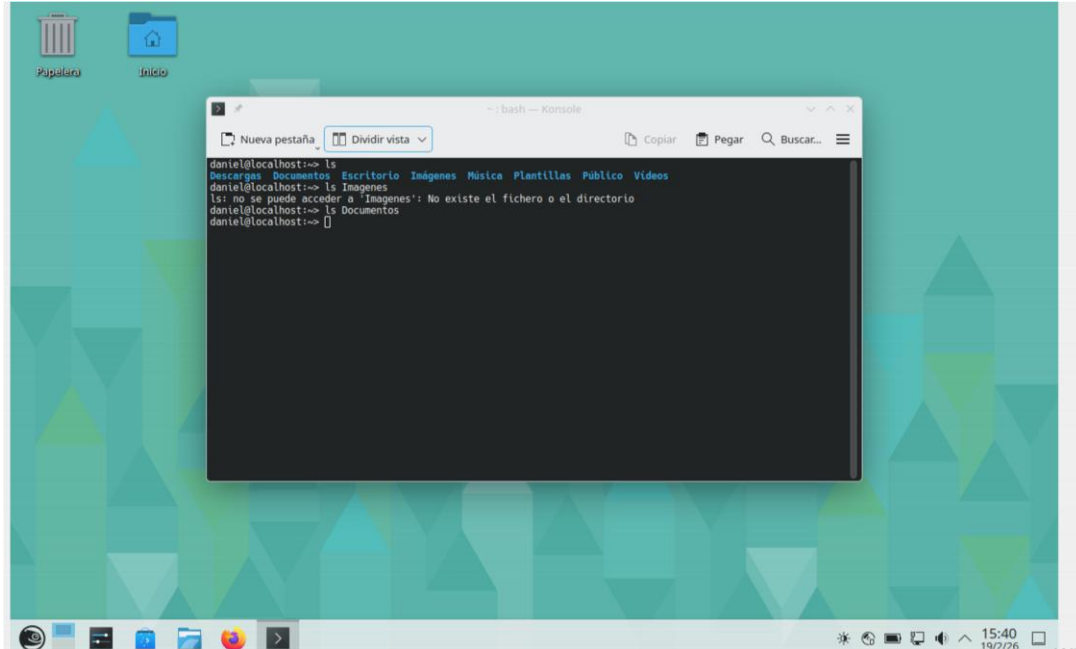 Papelera
Inicio
~ : bash — Konsole
Nueva pestaña
Dividir vista
Copiar
Pegar
Buscar...
daniel@localhost:~> ls
Descargas Documentos Escritorio Imágenes Música Plantillas Público Vídeos
daniel@localhost:~> ls Imagenes
ls: no se puede acceder a 'Imagenes': No existe el fichero o el directorio
daniel@localhost:~> ls Documentos
daniel@localhost:~>
15:40
19/2/26